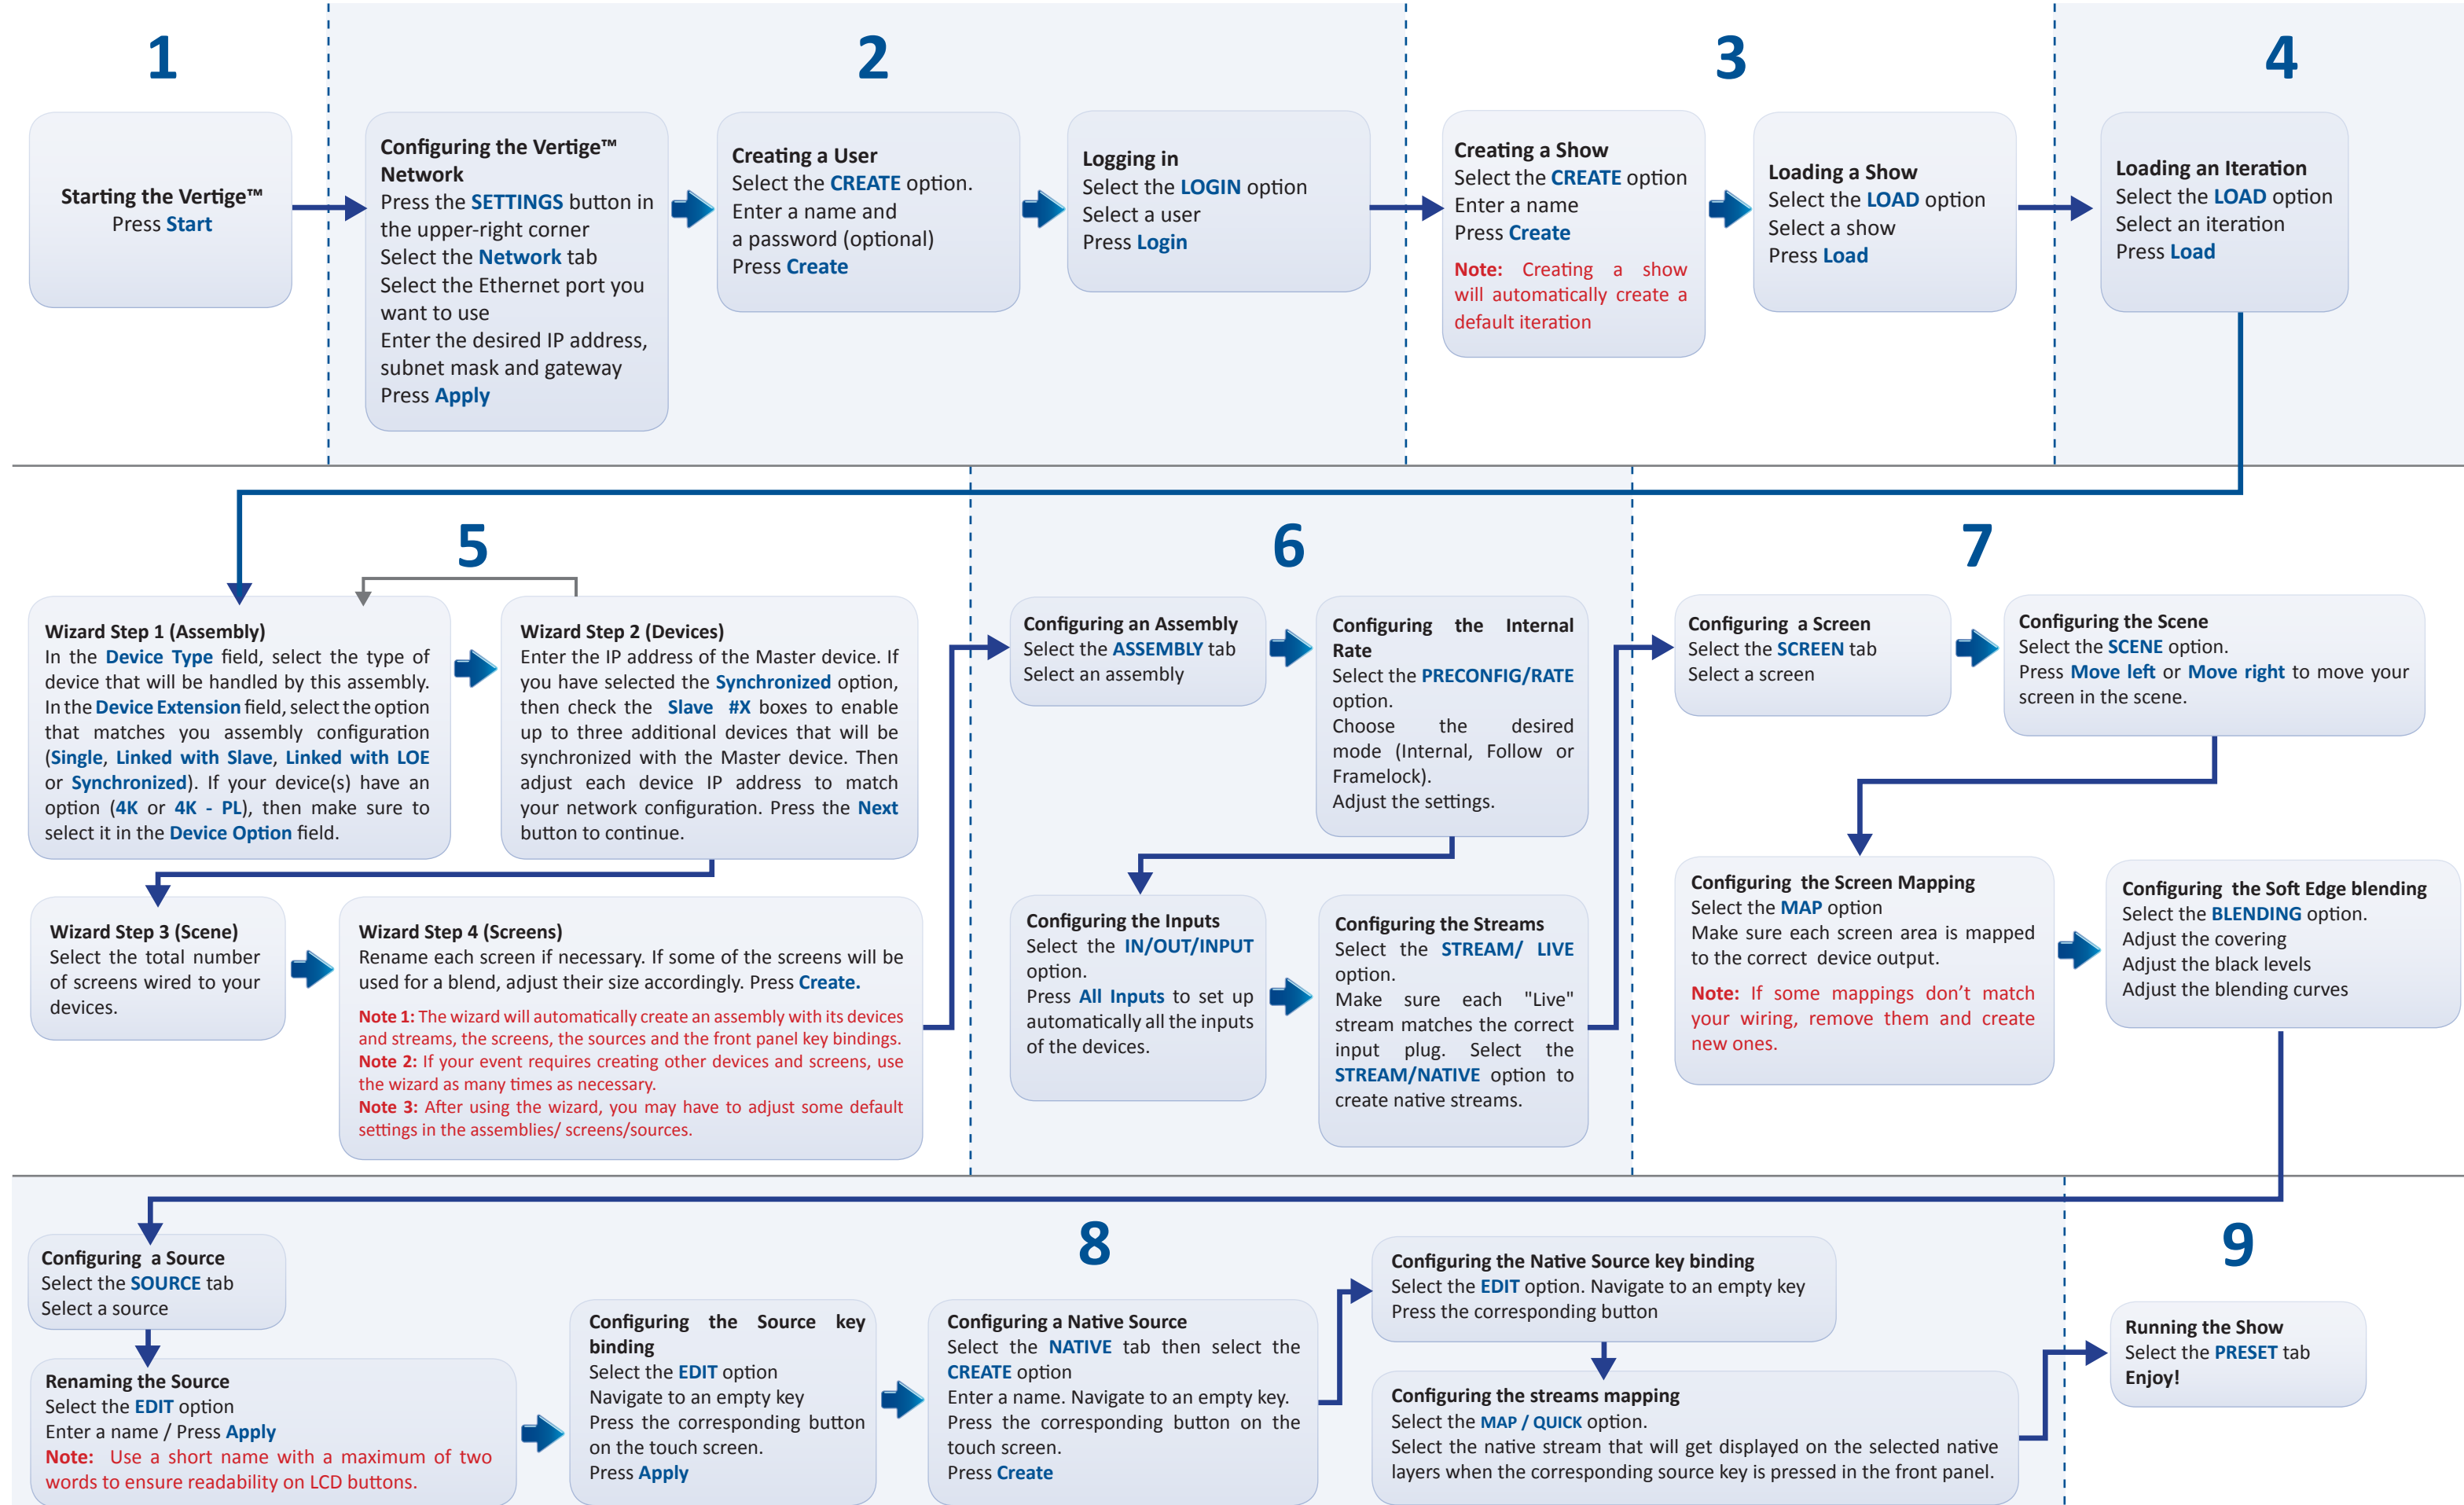 1
Starting the Vertige™
Press Start
2
Configuring the Vertige™
Network
Press the SETTINGS button in
the upper-right corner
Select the Network tab
Select the Ethernet port you
want to use
Enter the desired IP address,
subnet mask and gateway
Press Apply
Creating a User
Select the CREATE option.
Enter a name and
a password (optional)
Press Create
Logging in
Select the LOGIN option
Select a user
Press Login
3
Creating a Show
Select the CREATE option
Enter a name
Press Create
Note: Creating a show
will automatically create a
default iteration
Loading a Show
Select the LOAD option
Select a show
Press Load
4
Loading an Iteration
Select the LOAD option
Select an iteration
Press Load
5
Wizard Step 1 (Assembly)
In the Device Type field, select the type of
device that will be handled by this assembly.
In the Device Extension field, select the option
that matches you assembly configuration
(Single, Linked with Slave, Linked with LOE
or Synchronized). If your device(s) have an
option (4K or 4K - PL), then make sure to
select it in the Device Option field.
Wizard Step 2 (Devices)
Enter the IP address of the Master device. If
you have selected the Synchronized option,
then check the Slave #X boxes to enable
up to three additional devices that will be
synchronized with the Master device. Then
adjust each device IP address to match
your network configuration. Press the Next
button to continue.
Wizard Step 3 (Scene)
Select the total number
of screens wired to your
devices.
Wizard Step 4 (Screens)
Rename each screen if necessary. If some of the screens will be
used for a blend, adjust their size accordingly. Press Create.
Note 1: The wizard will automatically create an assembly with its devices
and streams, the screens, the sources and the front panel key bindings.
Note 2: If your event requires creating other devices and screens, use
the wizard as many times as necessary.
Note 3: After using the wizard, you may have to adjust some default
settings in the assemblies/ screens/sources.
6
Configuring an Assembly
Select the ASSEMBLY tab
Select an assembly
Configuring the Internal
Rate
Select the PRECONFIG/RATE
option.
Choose the desired
mode (Internal, Follow or
Framelock).
Adjust the settings.
Configuring the Inputs
Select the IN/OUT/INPUT
option.
Press All Inputs to set up
automatically all the inputs
of the devices.
Configuring the Streams
Select the STREAM/ LIVE
option.
Make sure each "Live"
stream matches the correct
input plug. Select the
STREAM/NATIVE option to
create native streams.
7
Configuring a Screen
Select the SCREEN tab
Select a screen
Configuring the Scene
Select the SCENE option.
Press Move left or Move right to move your
screen in the scene.
Configuring the Screen Mapping
Select the MAP option
Make sure each screen area is mapped
to the correct device output.
Note: If some mappings don't match
your wiring, remove them and create
new ones.
Configuring the Soft Edge blending
Select the BLENDING option.
Adjust the covering
Adjust the black levels
Adjust the blending curves
8
Configuring a Source
Select the SOURCE tab
Select a source
Renaming the Source
Select the EDIT option
Enter a name / Press Apply
Note: Use a short name with a maximum of two
words to ensure readability on LCD buttons.
Configuring the Source key
binding
Select the EDIT option
Navigate to an empty key
Press the corresponding button
on the touch screen.
Press Apply
Configuring a Native Source
Select the NATIVE tab then select the
CREATE option
Enter a name. Navigate to an empty key.
Press the corresponding button on the
touch screen.
Press Create
Configuring the Native Source key binding
Select the EDIT option. Navigate to an empty key
Press the corresponding button
Configuring the streams mapping
Select the MAP / QUICK option.
Select the native stream that will get displayed on the selected native
layers when the corresponding source key is pressed in the front panel.
9
Running the Show
Select the PRESET tab
Enjoy!